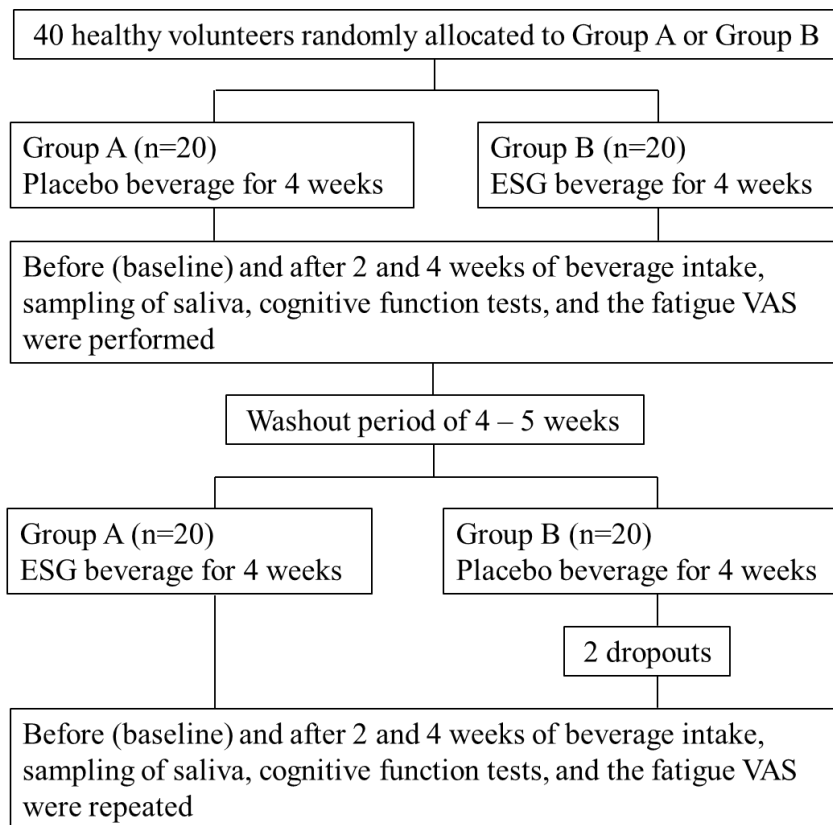 40 healthy volunteers randomly allocated to Group A or Group B
Group A (n=20)
Placebo beverage for 4 weeks
Group B (n=20)
ESG beverage for 4 weeks
Before (baseline) and after 2 and 4 weeks of beverage intake,
sampling of saliva, cognitive function tests, and the fatigue VAS
were performed
Washout period of 4 – 5 weeks
Group A (n=20)
ESG beverage for 4 weeks
Group B (n=20)
Placebo beverage for 4 weeks
2 dropouts
Before (baseline) and after 2 and 4 weeks of beverage intake,
sampling of saliva, cognitive function tests, and the fatigue VAS
were repeated